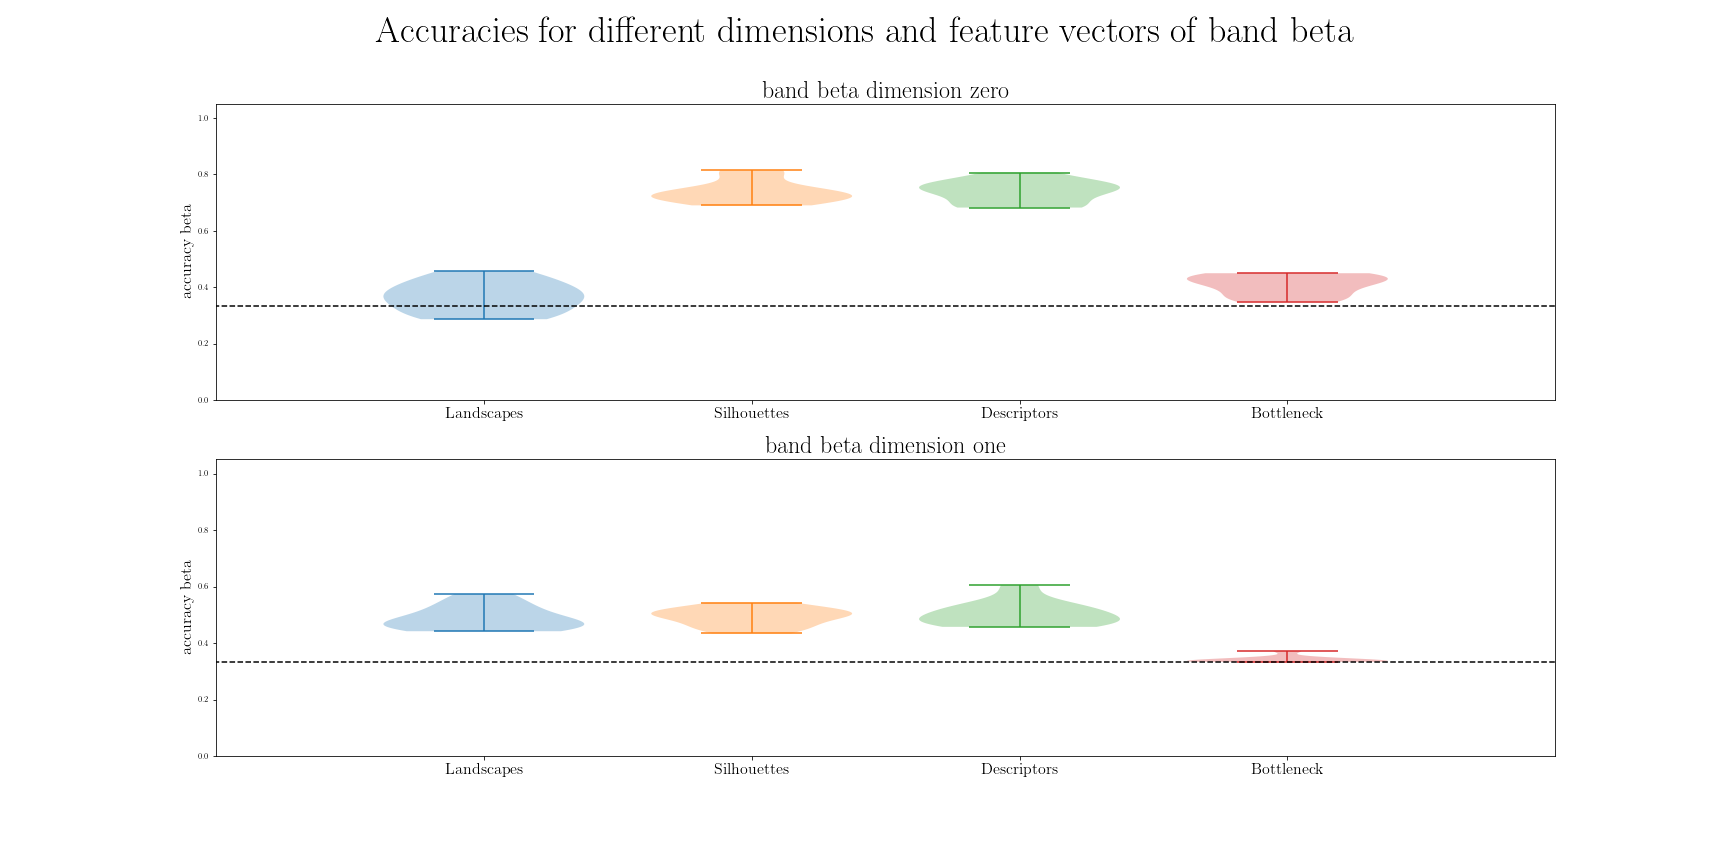 Accuracies for different dimensions and feature vectors of band beta
band beta dimension zero
1.0
0.8
0.6
0.4
0.2
0.0
accuracy beta
Landscapes Silhouettes Descriptors Bottleneck
band beta dimension one
1.0
0.8
0.6
0.4
0.2
0.0
accuracy beta
Landscapes Silhouettes Descriptors Bottleneck